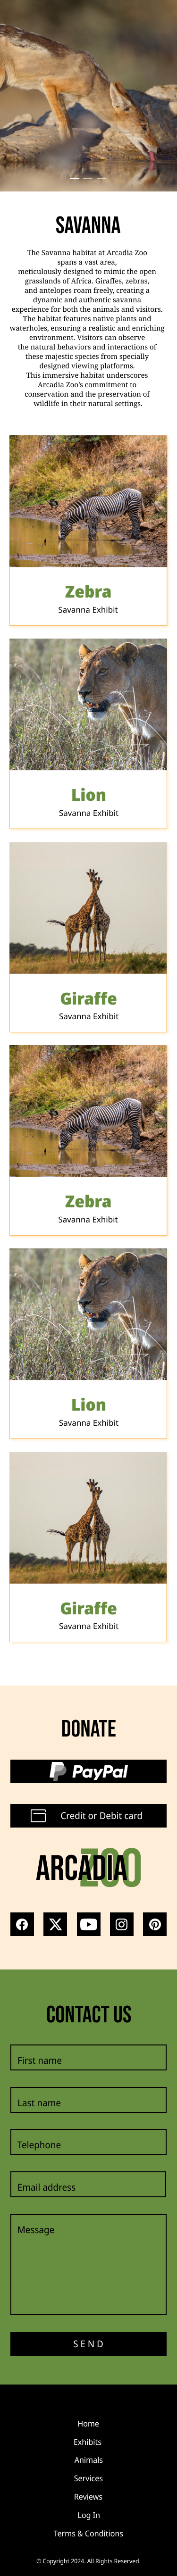 SAVANNA
The Savanna habitat at Arcadia Zoo
spans a vast area,
meticulously designed to mimic the open
grasslands of Africa. Giraffes, zebras,
and antelopes roam freely, creating a
dynamic and authentic savanna
experience for both the animals and visitors.
The habitat features native plants and
waterholes, ensuring a realistic and enriching
environment. Visitors can observe
the natural behaviors and interactions of
these majestic species from specially
designed viewing platforms.
This immersive habitat underscores
Arcadia Zoo's commitment to
conservation and the preservation of
wildlife in their natural settings.
Zebra
Savanna Exhibit
Lion
Savanna Exhibit
Giraffe
Savanna Exhibit
Zebra
Savanna Exhibit
Lion
Savanna Exhibit
Giraffe
Savanna Exhibit
DONATE
PayPal
Credit or Debit card
ARCADIA ZOO
CONTACT US
First name
Last name
Telephone
Email address
Message
SEND
Home
Exhibits
Animals
Services
Reviews
Log In
Terms & Conditions
© Copyright 2024. All Rights Reserved.